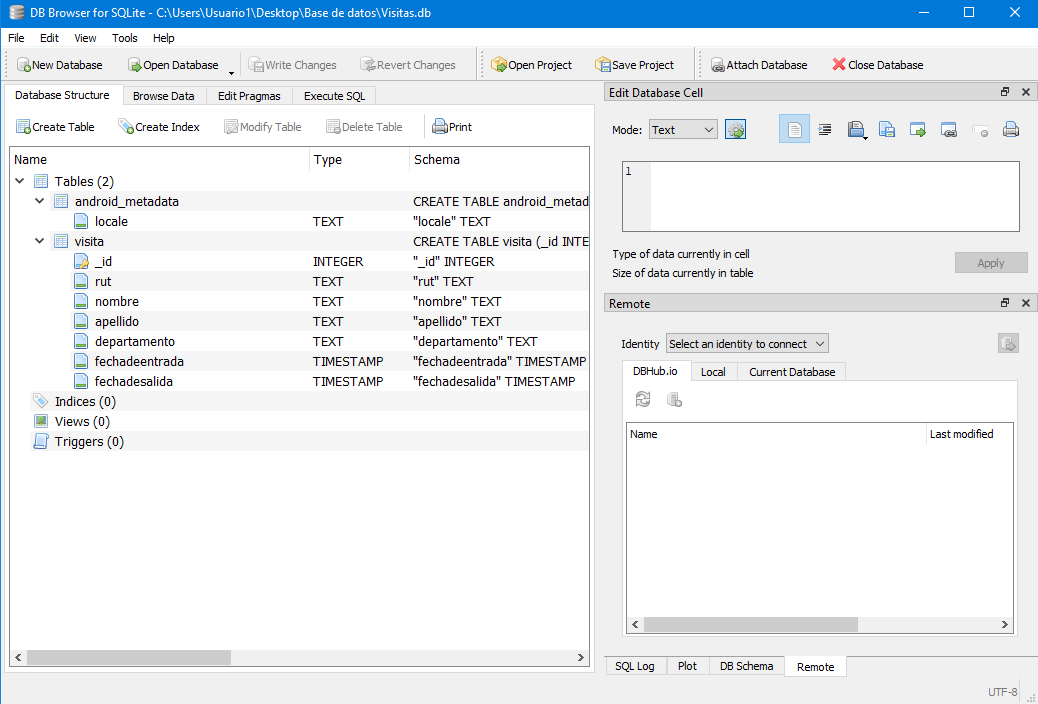 DB Browser for SQLite - C:\Users\Usuario1\Desktop\Base de datos\Visitas.db
File Edit View Tools Help
New Database Open Database Write Changes Revert Changes Open Project Save Project Attach Database Close Database
Database Structure Browse Data Edit Pragmas Execute SQL
Create Table Create Index Modify Table Delete Table Print
Name Type Schema
Tables (2)
android_metadata CREATE TABLE android_metad
locale TEXT "locale" TEXT
visita CREATE TABLE visita (_id INTE
_id INTEGER "_id" INTEGER
rut TEXT "rut" TEXT
nombre TEXT "nombre" TEXT
apellido TEXT "apellido" TEXT
departamento TEXT "departamento" TEXT
fechadeentrada TIMESTAMP "fechadeentrada" TIMESTAMP
fechadesalida TIMESTAMP "fechadesalida" TIMESTAMP
Indices (0)
Views (0)
Triggers (0)
Edit Database Cell
Mode: Text
1
Type of data currently in cell
Size of data currently in table
Apply
Remote
Identity Select an identity to connect
DBHub.io Local Current Database
Name Last modified
SQL Log Plot DB Schema Remote
UTF-8